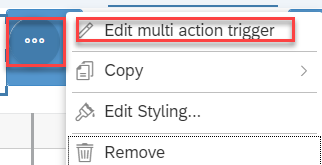 Edit multi action trigger
Copy
Edit Styling...
Remove